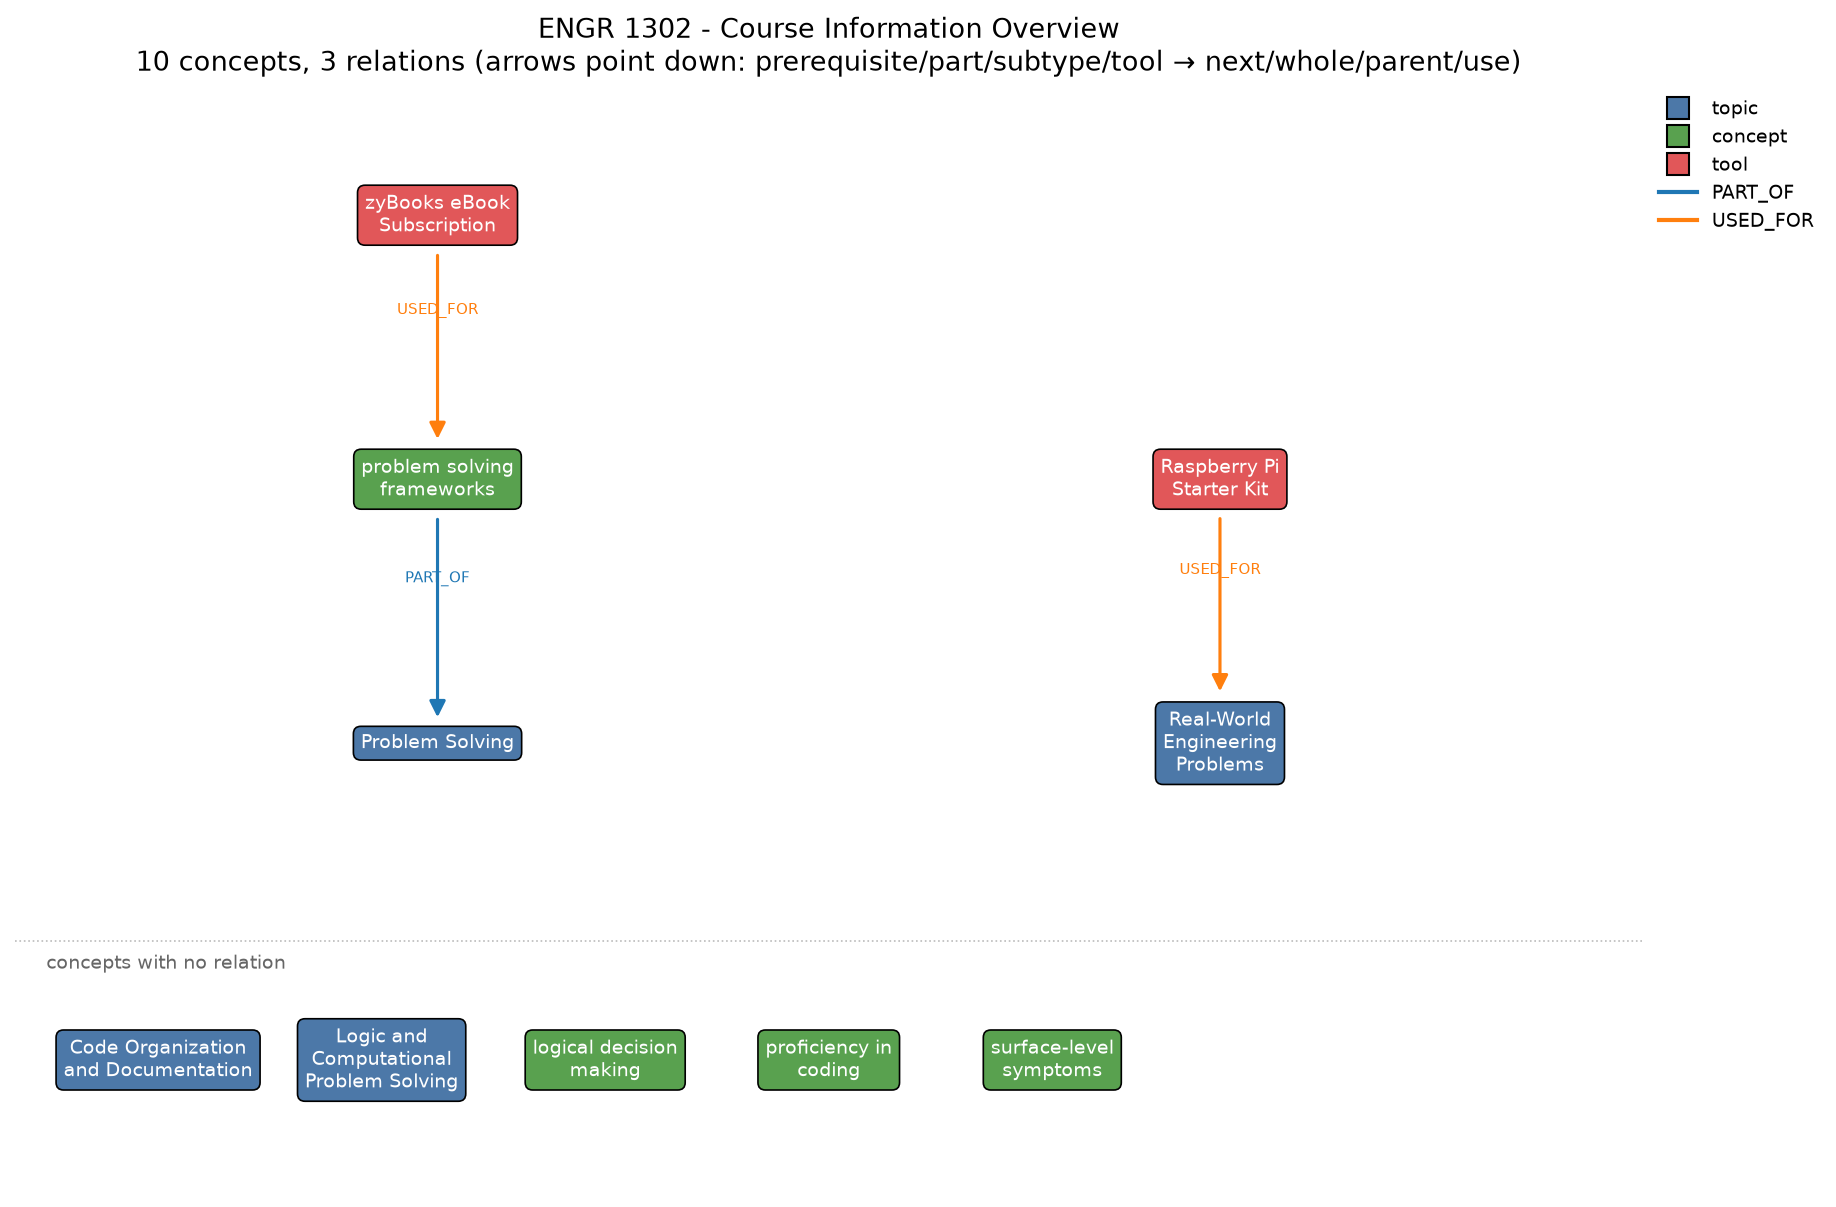 ENGR 1302 - Course Information Overview
10 concepts, 3 relations (arrows point down: prerequisite/part/subtype/tool → next/whole/parent/use)
topic
concept
tool
PART_OF
USED_FOR
zyBooks eBook
Subscription
USED_FOR
problem solving
frameworks
Raspberry Pi
Starter Kit
PART_OF
USED_FOR
Problem Solving
Real-World
Engineering
Problems
concepts with no relation
Code Organization
and Documentation
Logic and
Computational
Problem Solving
logical decision
making
proficiency in
coding
surface-level
symptoms